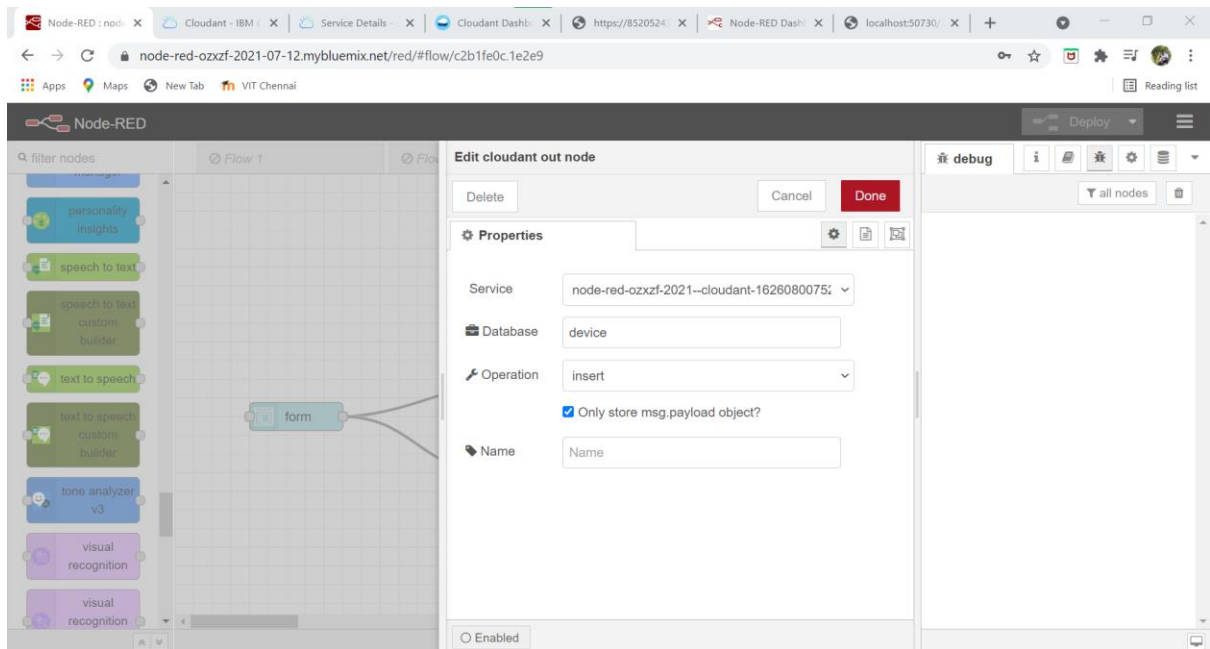 Node-RED : node
Cloudant - IBM
Service Details -
Cloudant Dashb
https://8520524
Node-RED Dash
localhost:50730/
node-red-ozxzf-2021-07-12.mybluemix.net/red/#flow/c2b1fe0c.1e2e9
Apps Maps New Tab VIT Chennai Reading list
Node-RED Deploy
filter nodes
Flow 1
Flo
Edit cloudant out node
debug
Delete Cancel Done
all nodes
Properties
manager
personality
insights
speech to text
speech to text
custom
builder
text to speech
text to speech
custom
builder
tone analyzer
v3
visual
recognition
visual
recognition
form
Service node-red-ozxzf-2021--cloudant-16260800752
Database device
Operation insert
Only store msg.payload object?
Name Name
Enabled